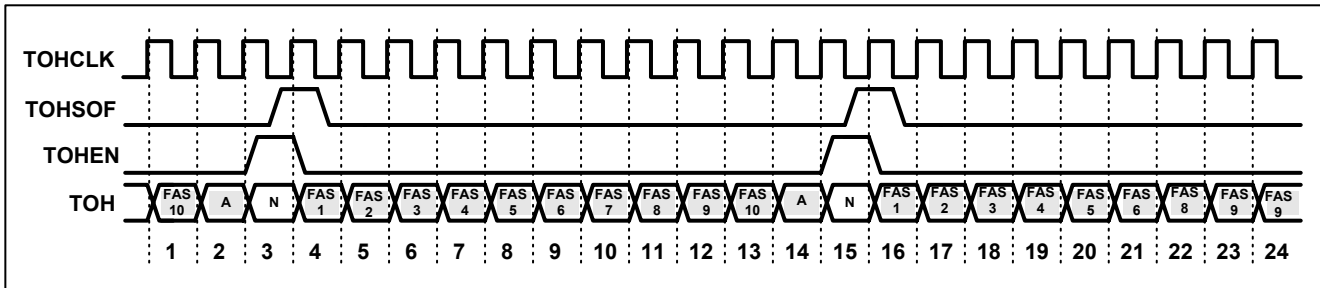 TOHCLK
TOHSOF
TOHEN
TOH FAS 10 A N FAS 1 FAS 2 FAS 3 FAS 4 FAS 5 FAS 6 FAS 7 FAS 8 FAS 9 FAS 10 A N FAS 1 FAS 2 FAS 3 FAS 4 FAS 5 FAS 6 FAS 8 FAS 9 FAS 9
1 2 3 4 5 6 7 8 9 10 11 12 13 14 15 16 17 18 19 20 21 22 23 24